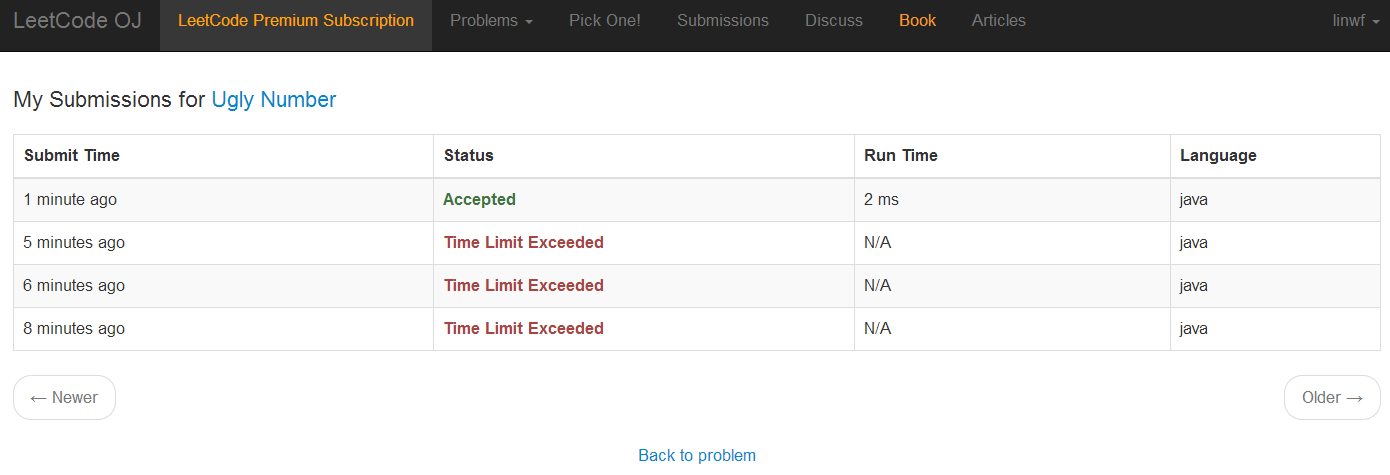 LeetCode OJ LeetCode Premium Subscription Problems Pick One! Submissions Discuss Book Articles linwf
My Submissions for Ugly Number
Submit Time Status Run Time Language
1 minute ago Accepted 2 ms java
5 minutes ago Time Limit Exceeded N/A java
6 minutes ago Time Limit Exceeded N/A java
8 minutes ago Time Limit Exceeded N/A java
← Newer Older →
Back to problem